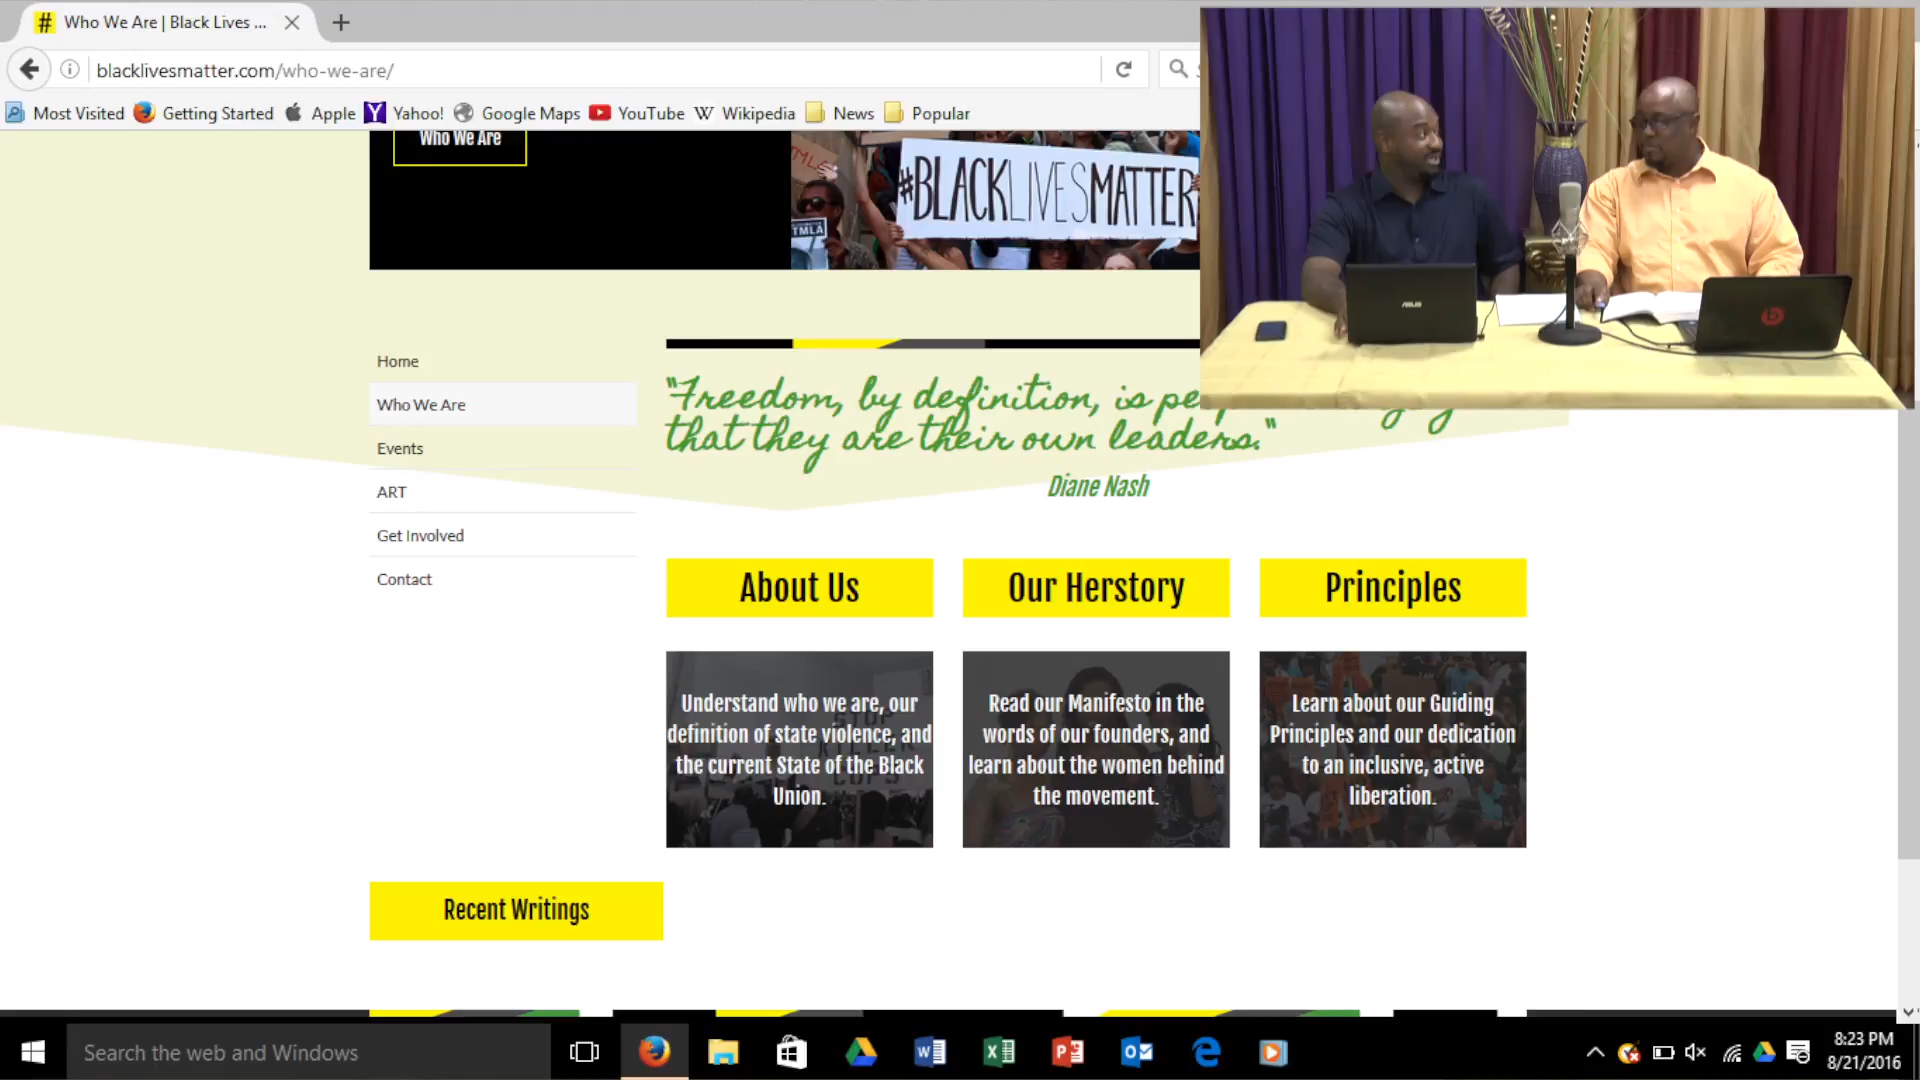 Who We Are | Black Lives ...
blacklivesmatter.com/who-we-are/
Most Visited Getting Started Apple Yahoo! Google Maps YouTube Wikipedia News Popular
Who We Are
TMLA
#BLACKLIVESMATTER
TMLA
ASUS
Home
Who We Are
Events
ART
Get Involved
Contact
"Freedom, by definition, is
that they are their own leaders."
Diane Nash
About Us
Understand who we are, our
definition of state violence, and
the current State of the Black
Union.
Our Herstory
Read our Manifesto in the
words of our founders, and
learn about the women behind
the movement.
Principles
Learn about our Guiding
Principles and our dedication
to an inclusive, active
liberation.
Recent Writings
Search the web and Windows
8:23 PM
8/21/2016